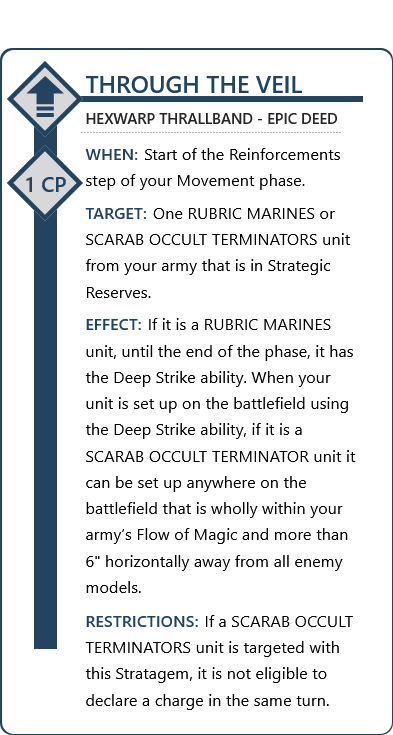 THROUGH THE VEIL
HEXWARP THRALLBAND - EPIC DEED
WHEN: Start of the Reinforcements
1 CP
step of your Movement phase.
TARGET: One RUBRIC MARINES or
SCARAB OCCULT TERMINATORS unit
from your army that is in Strategic
Reserves.
EFFECT: If it is a RUBRIC MARINES
unit, until the end of the phase, it has
the Deep Strike ability. When your
unit is set up on the battlefield using
the Deep Strike ability, if it is a
SCARAB OCCULT TERMINATOR unit it
can be set up anywhere on the
battlefield that is wholly within your
army's Flow of Magic and more than
6" horizontally away from all enemy
models.
RESTRICTIONS: If a SCARAB OCCULT
TERMINATORS unit is targeted with
this Stratagem, it is not eligible to
declare a charge in the same turn.